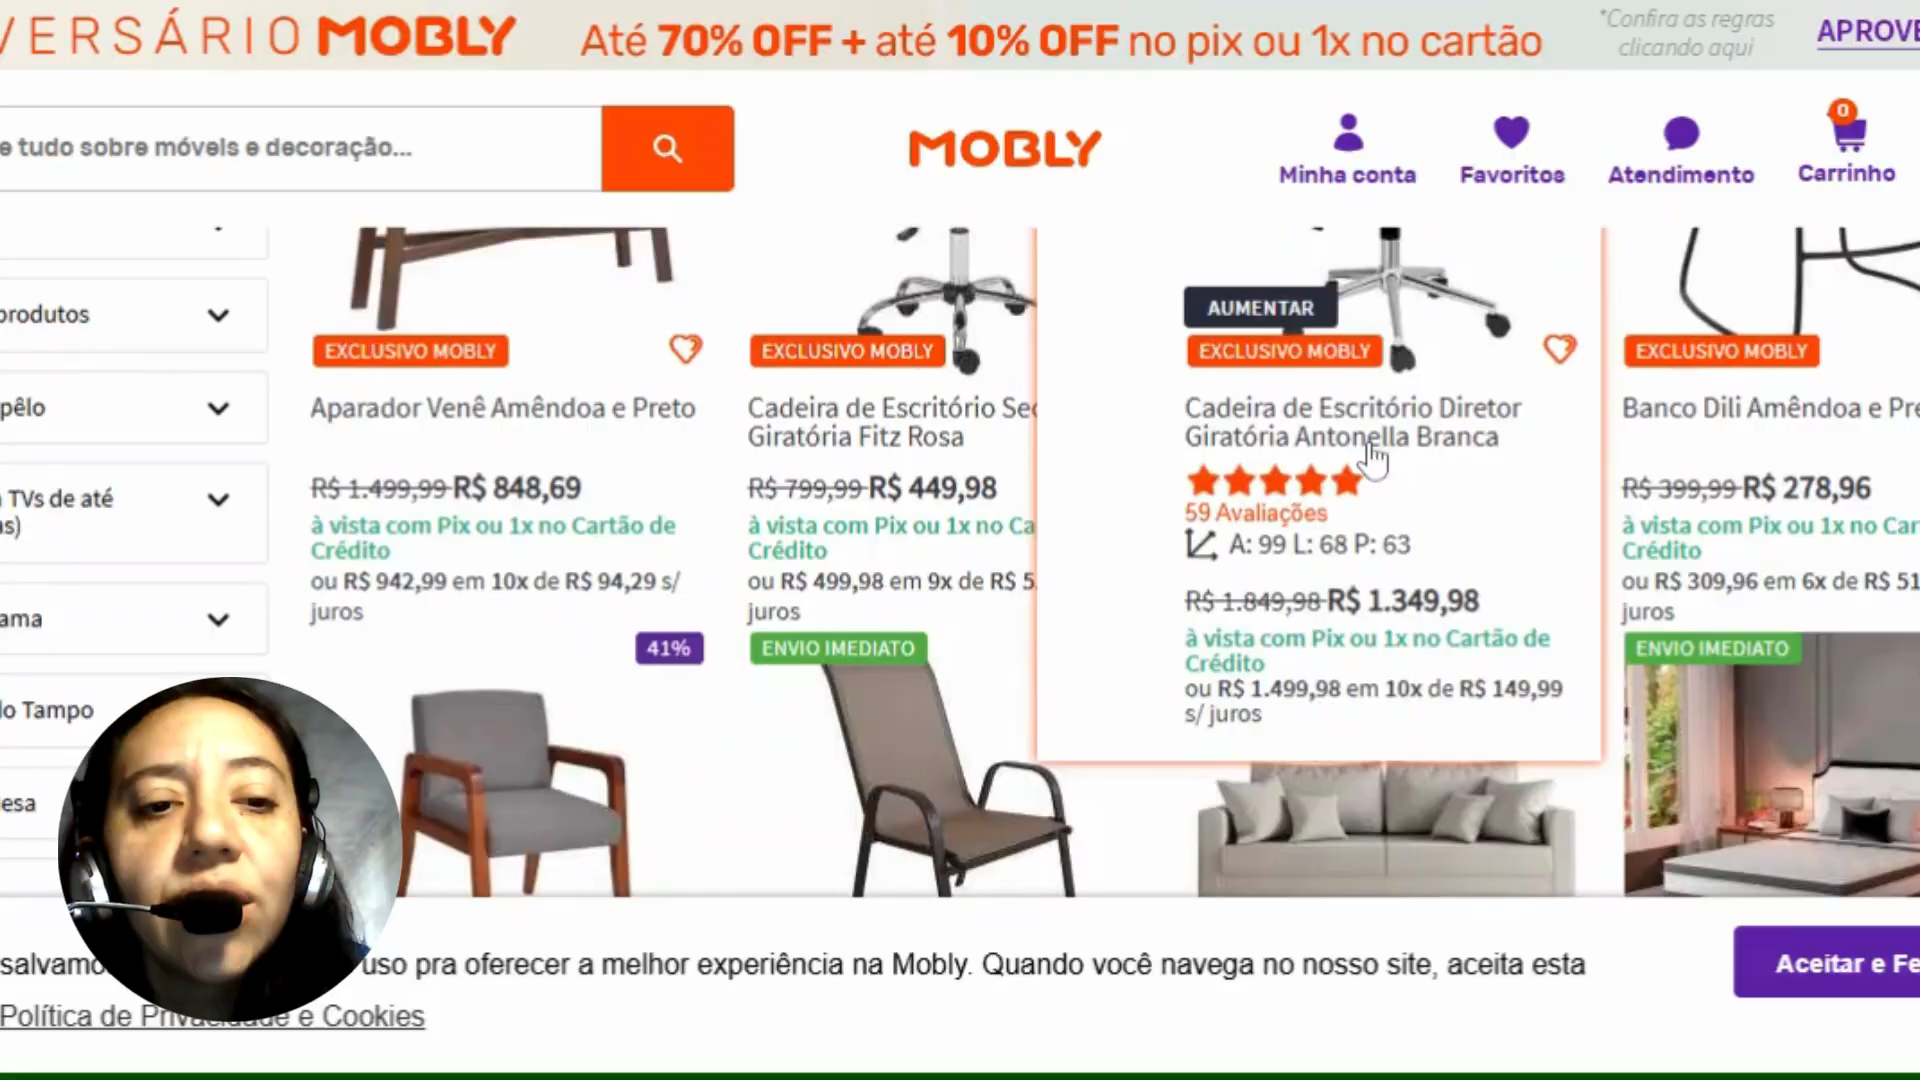 VERSÁRIO MOBLY
Até 70% OFF + até 10% OFF no pix ou 1x no cartão
*Confira as regras
clicando aqui
APROVE
e tudo sobre móveis e decoração...
MOBLY
Minha conta
Favoritos
Atendimento
0
Carrinho
produtos
pêlo
TVs de até
as)
ama
lo Tampo
esa
EXCLUSIVO MOBLY
Aparador Venê Amêndoa e Preto
R$ 1.499,99 R$ 848,69
à vista com Pix ou 1x no Cartão de
Crédito
ou R$ 942,99 em 10x de R$ 94,29 s/
juros
41%
EXCLUSIVO MOBLY
Cadeira de Escritório Sec
Giratória Fitz Rosa
R$ 799,99 R$ 449,98
à vista com Pix ou 1x no Ca
Crédito
ou R$ 499,98 em 9x de R$ 5
juros
ENVIO IMEDIATO
AUMENTAR
EXCLUSIVO MOBLY
Cadeira de Escritório Diretor
Giratória Antonella Branca
59 Avaliações
A: 99 L: 68 P: 63
R$ 1.849,98 R$ 1.349,98
à vista com Pix ou 1x no Cartão de
Crédito
ou R$ 1.499,98 em 10x de R$ 149,99
s/ juros
EXCLUSIVO MOBLY
Banco Dili Amêndoa e Pre
R$ 399,99 R$ 278,96
à vista com Pix ou 1x no Car
Crédito
ou R$ 309,96 em 6x de R$ 51
juros
ENVIO IMEDIATO
salvamo uso pra oferecer a melhor experiência na Mobly. Quando você navega no nosso site, aceita esta
Política de Privacidade e Cookies
Aceitar e Fe